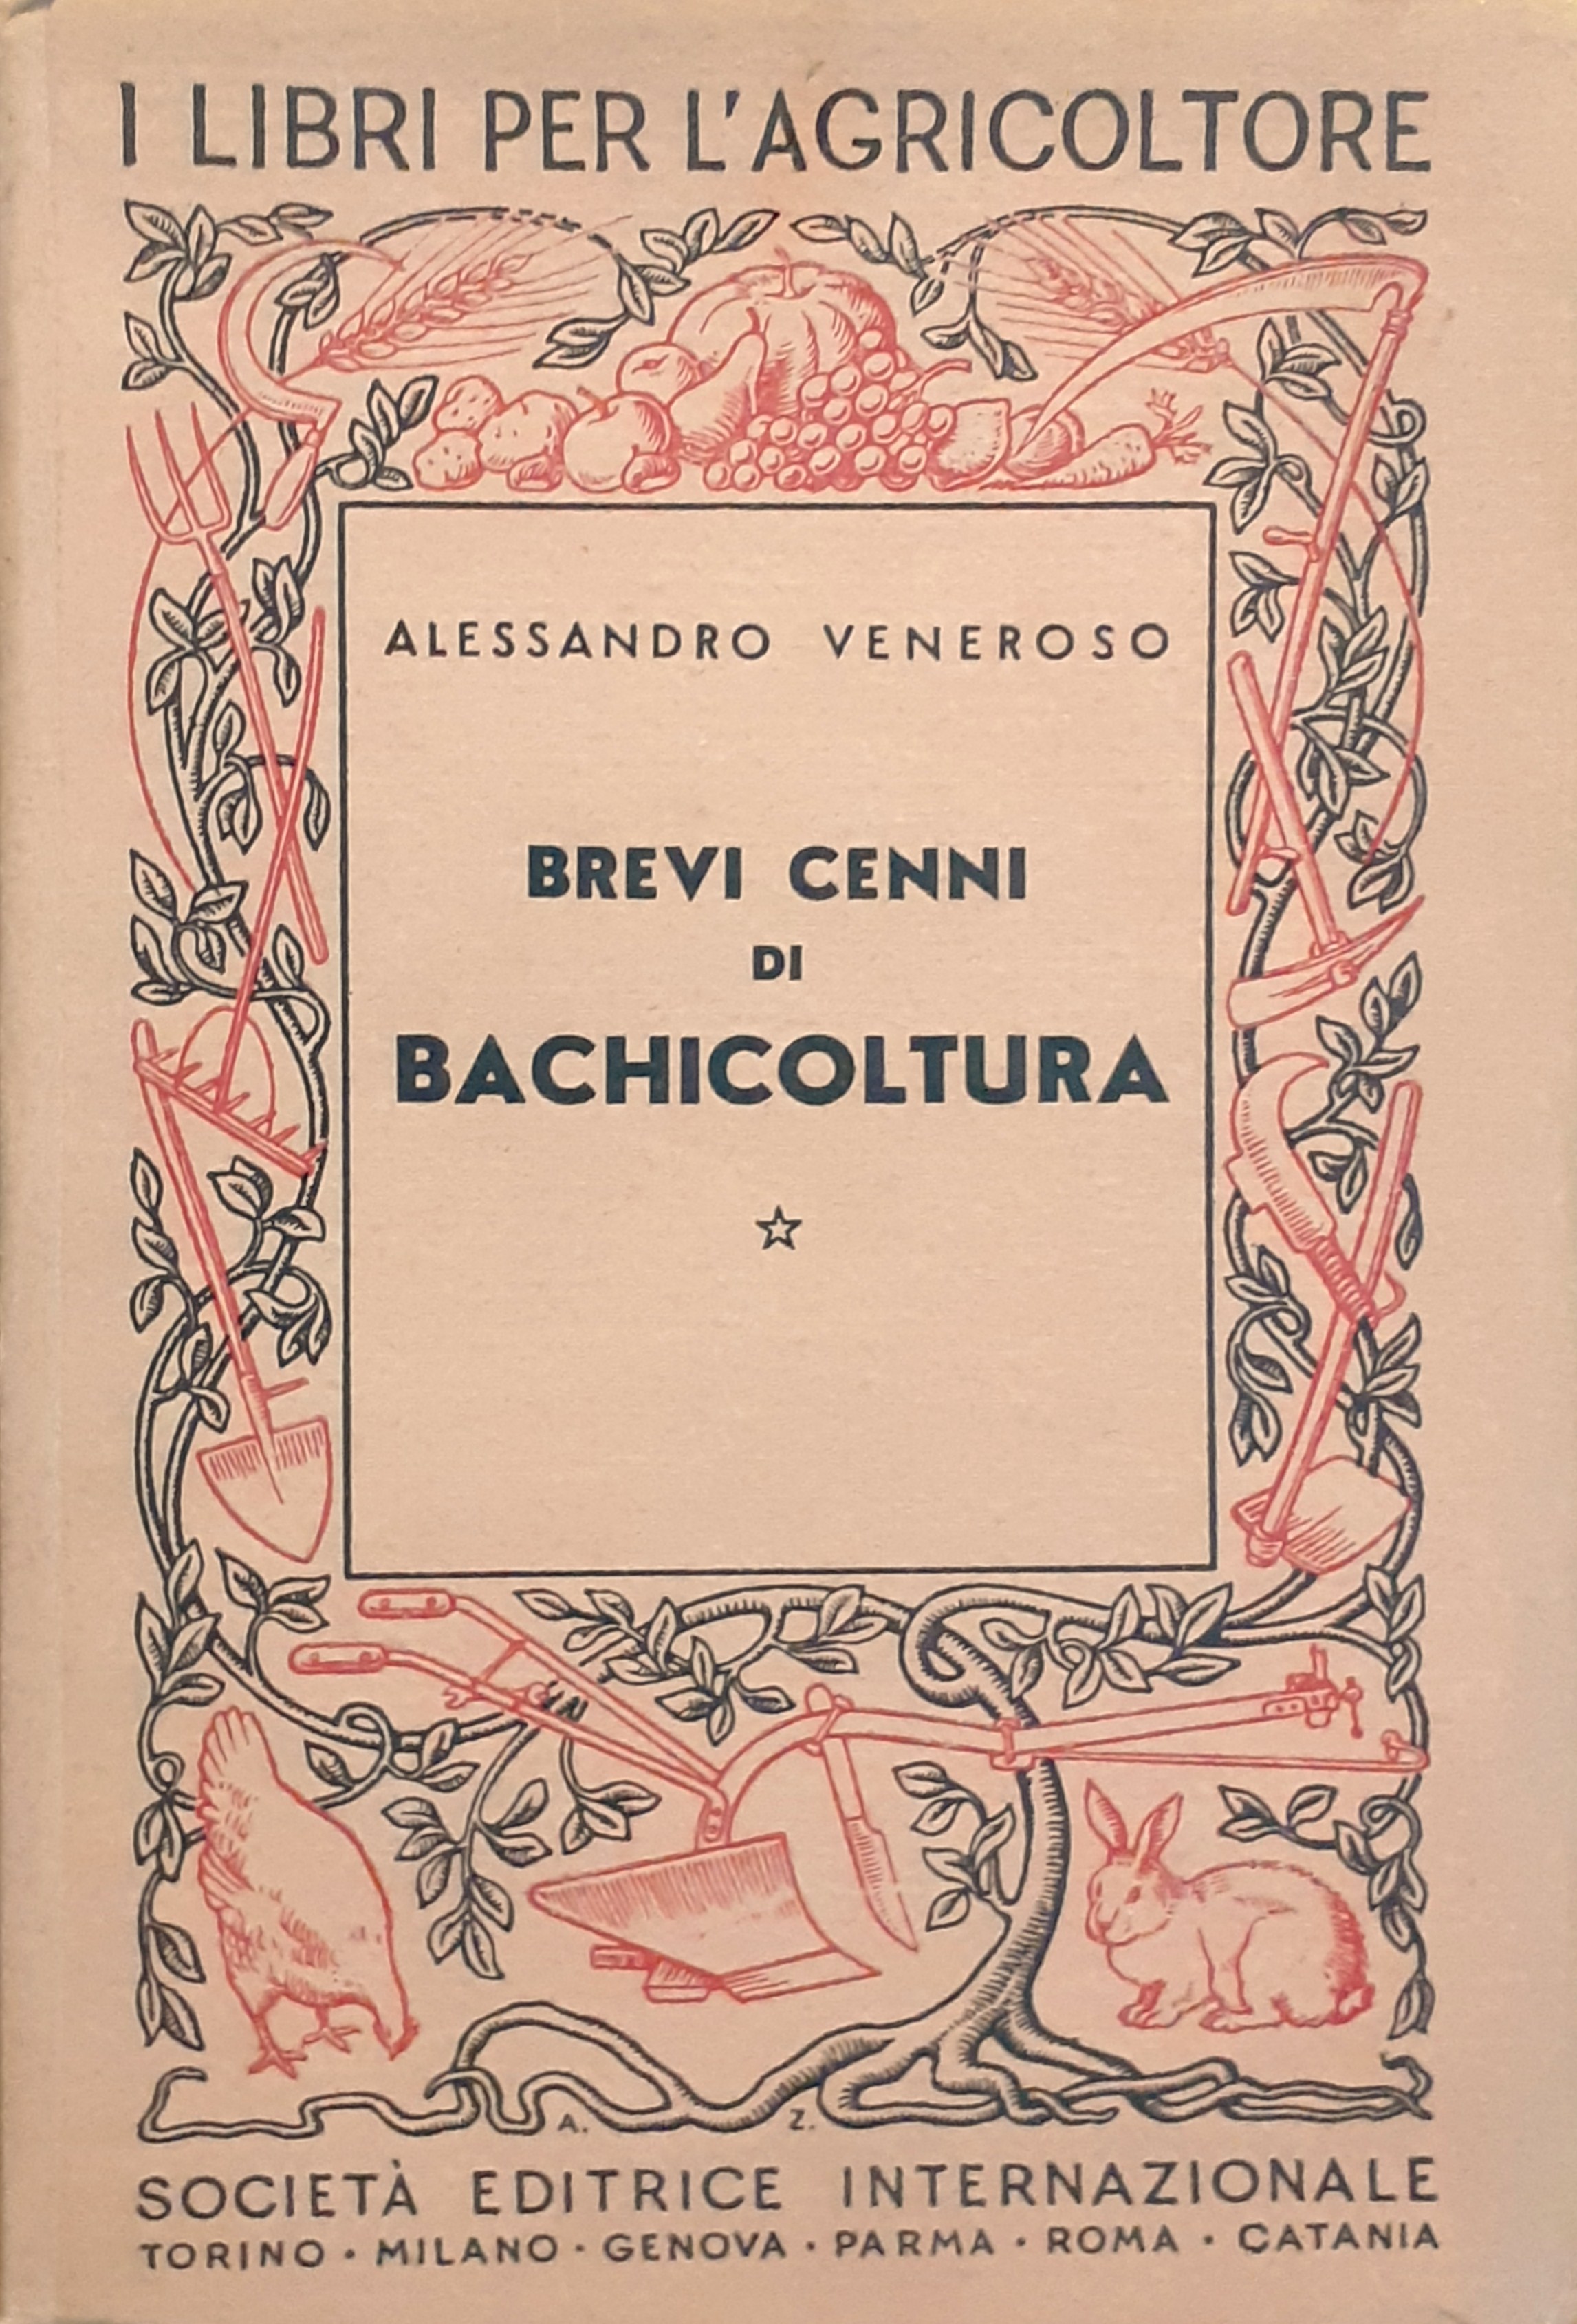 I LIBRI PER L'AGRICOLTORE
ALESSANDRO VENEROSO
BREVI CENNI
DI
BACHICOLTURA
A. Z.
SOCIETÀ EDITRICE INTERNAZIONALE
TORINO · MILANO · GENOVA · PARMA · ROMA · CATANIA